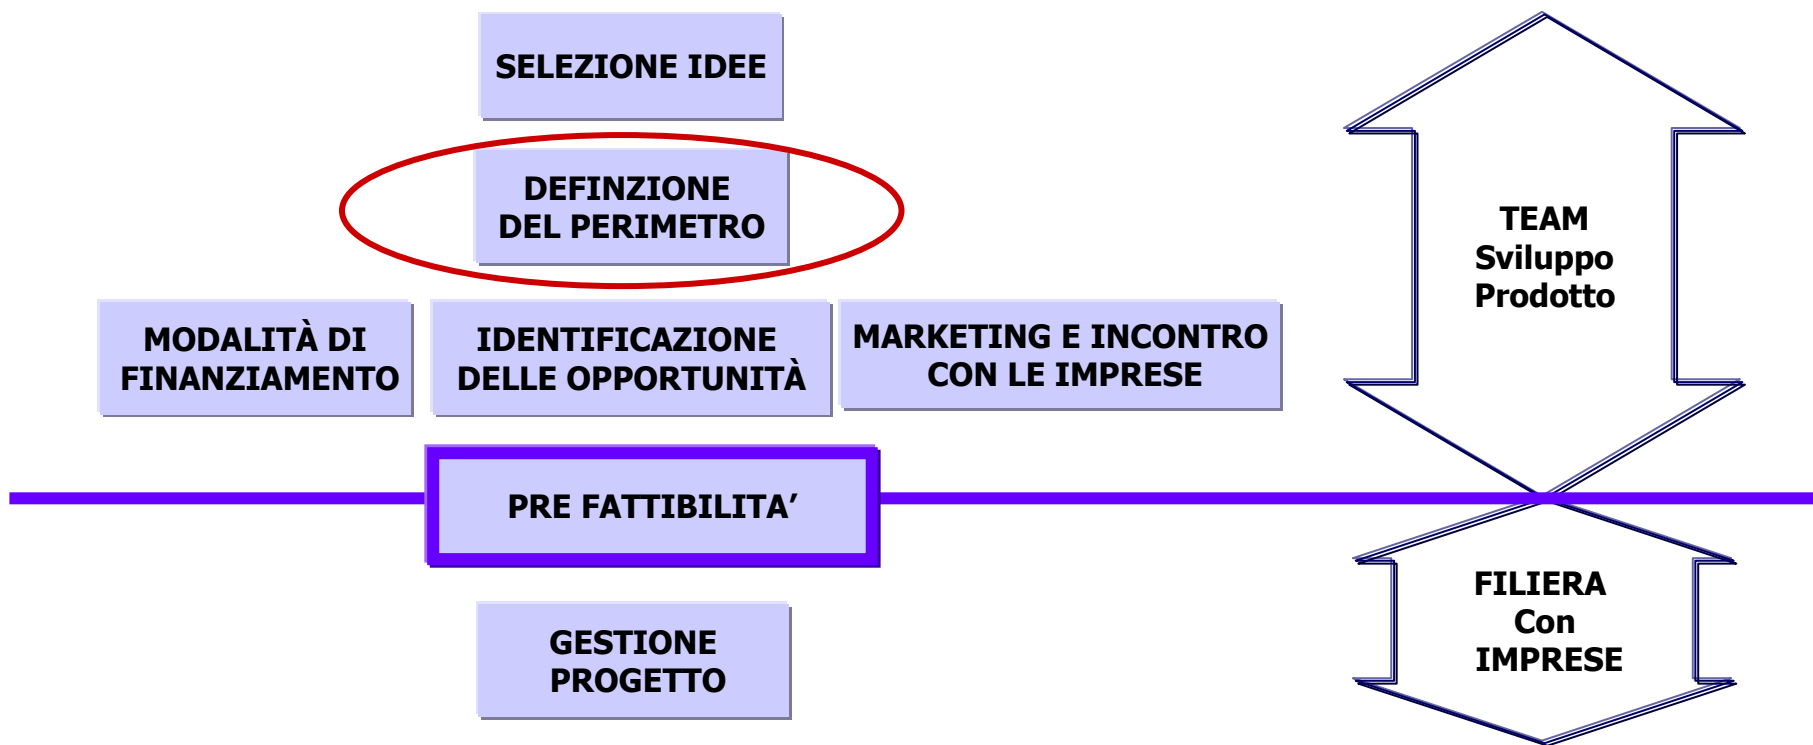 SELEZIONE IDEE
DEFINZIONE
DEL PERIMETRO
MODALITÀ DI
FINANZIAMENTO
IDENTIFICAZIONE
DELLE OPPORTUNITÀ
MARKETING E INCONTRO
CON LE IMPRESE
PRE FATTIBILITA’
GESTIONE
PROGETTO
TEAM
Sviluppo
Prodotto
FILIERA
Con
IMPRESE